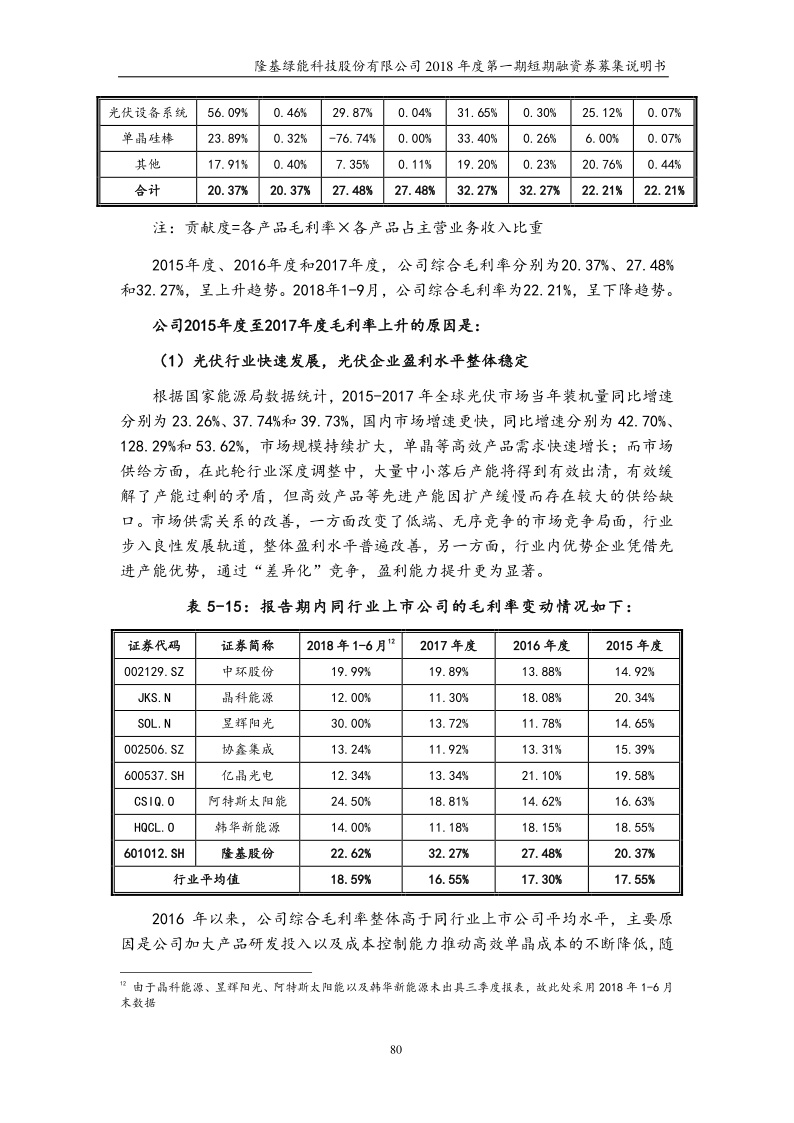 隆基绿能科技股份有限公司 2018 年度第一期短期融资券募集说明书
光伏设备系统 56.09% 0.46% 29.87% 0.04% 31.65% 0.30% 25.12% 0.07%
单晶硅棒 23.89% 0.32% -76.74% 0.00% 33.40% 0.26% 6.00% 0.07%
其他 17.91% 0.40% 7.35% 0.11% 19.20% 0.23% 20.76% 0.44%
合计 20.37% 20.37% 27.48% 27.48% 32.27% 32.27% 22.21% 22.21%
注：贡献度=各产品毛利率×各产品占主营业务收入比重
2015年度、2016年度和2017年度，公司综合毛利率分别为20.37%、27.48%
和32.27%，呈上升趋势。2018年1-9月，公司综合毛利率为22.21%，呈下降趋势。
公司2015年度至2017年度毛利率上升的原因是：
（1）光伏行业快速发展，光伏企业盈利水平整体稳定
根据国家能源局数据统计，2015-2017 年全球光伏市场当年装机量同比增速
分别为 23.26%、37.74%和 39.73%，国内市场增速更快，同比增速分别为 42.70%、
128.29%和 53.62%，市场规模持续扩大，单晶等高效产品需求快速增长；而市场
供给方面，在此轮行业深度调整中，大量中小落后产能将得到有效出清，有效缓
解了产能过剩的矛盾，但高效产品等先进产能因扩产缓慢而存在较大的供给缺
口。市场供需关系的改善，一方面改变了低端、无序竞争的市场竞争局面，行业
步入良性发展轨道，整体盈利水平普遍改善，另一方面，行业内优势企业凭借先
进产能优势，通过“差异化”竞争，盈利能力提升更为显著。
表 5-15：报告期内同行业上市公司的毛利率变动情况如下：
证券代码 证券简称 2018 年 1-6 月12 2017 年度 2016 年度 2015 年度
002129.SZ 中环股份 19.99% 19.89% 13.88% 14.92%
JKS.N 晶科能源 12.00% 11.30% 18.08% 20.34%
SOL.N 昱辉阳光 30.00% 13.72% 11.78% 14.65%
002506.SZ 协鑫集成 13.24% 11.92% 13.31% 15.39%
600537.SH 亿晶光电 12.34% 13.34% 21.10% 19.58%
CSIQ.O 阿特斯太阳能 24.50% 18.81% 14.62% 16.63%
HQCL.O 韩华新能源 14.00% 11.18% 18.15% 18.55%
601012.SH 隆基股份 22.62% 32.27% 27.48% 20.37%
行业平均值 18.59% 16.55% 17.30% 17.55%
2016 年以来，公司综合毛利率整体高于同行业上市公司平均水平，主要原
因是公司加大产品研发投入以及成本控制能力推动高效单晶成本的不断降低，随
12 由于晶科能源、昱辉阳光、阿特斯太阳能以及韩华新能源未出具三季度报表，故此处采用 2018 年 1-6 月
末数据
80